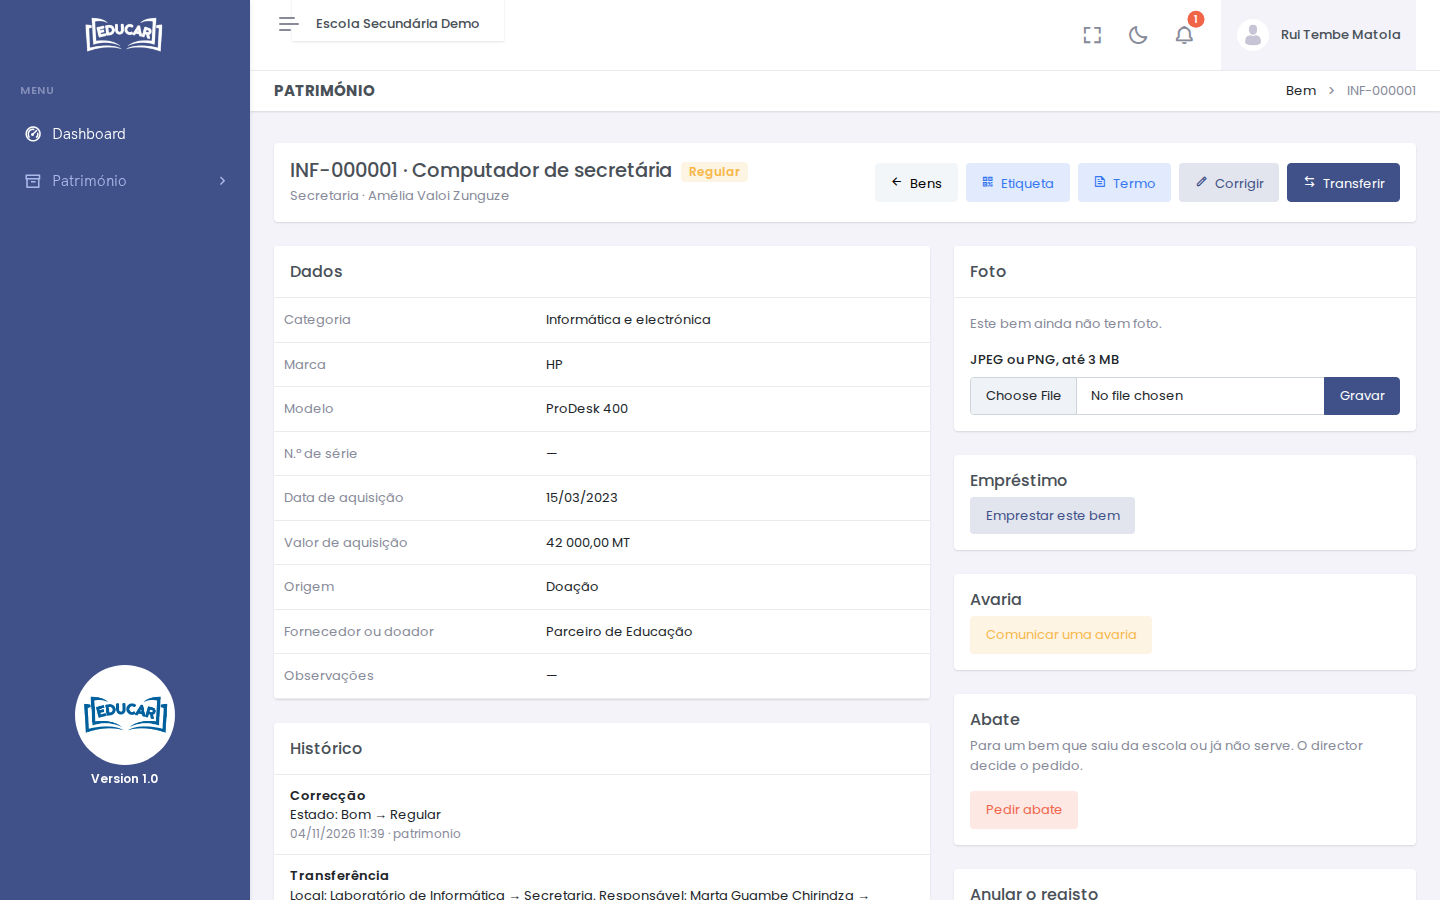 EDUCAR
MENU
Dashboard
Património
EDUCAR
Version 1.0
Escola Secundária Demo
1
Rui Tembe Matola
PATRIMÓNIO
Bem > INF-000001
INF-000001 · Computador de secretária Regular
Secretaria · Amélia Valoi Zunguze
← Bens
Etiqueta
Termo
Corrigir
Transferir
Dados
Categoria Informática e electrónica
Marca HP
Modelo ProDesk 400
N.º de série —
Data de aquisição 15/03/2023
Valor de aquisição 42 000,00 MT
Origem Doação
Fornecedor ou doador Parceiro de Educação
Observações —
Histórico
Correcção
Estado: Bom → Regular
04/11/2026 11:39 · patrimonio
Transferência
Local: Laboratório de Informática → Secretaria. Responsável: Marta Guambe Chirindza →
Foto
Este bem ainda não tem foto.
JPEG ou PNG, até 3 MB
Choose File No file chosen Gravar
Empréstimo
Emprestar este bem
Avaria
Comunicar uma avaria
Abate
Para um bem que saiu da escola ou já não serve. O director
decide o pedido.
Pedir abate
Anular o registo